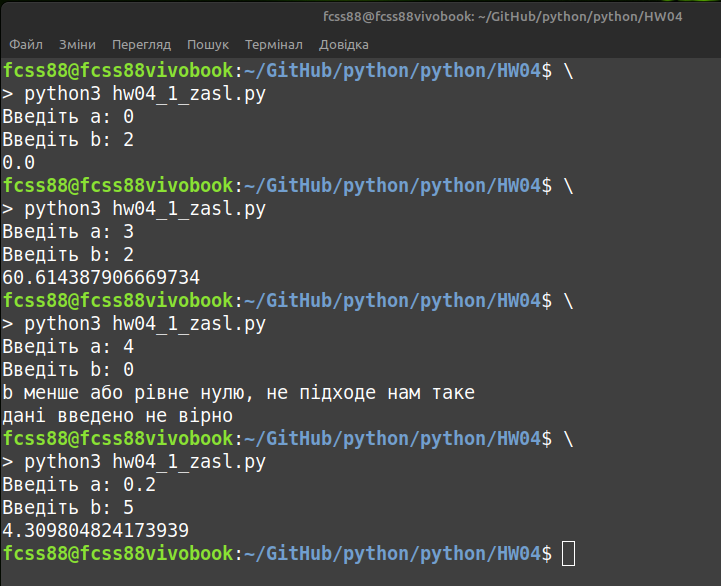 fcss88@fcss88vivobook: ~/GitHub/python/python/HW04
Файл Зміни Перегляд Пошук Термінал Довідка
fcss88@fcss88vivobook:~/GitHub/python/python/HW04$ \
> python3 hw04_1_zasl.py
Введіть a: 0
Введіть b: 2
0.0
fcss88@fcss88vivobook:~/GitHub/python/python/HW04$ \
> python3 hw04_1_zasl.py
Введіть a: 3
Введіть b: 2
60.614387906669734
fcss88@fcss88vivobook:~/GitHub/python/python/HW04$ \
> python3 hw04_1_zasl.py
Введіть a: 4
Введіть b: 0
b менше або рівне нулю, не підходе нам таке
дані введено не вірно
fcss88@fcss88vivobook:~/GitHub/python/python/HW04$ \
> python3 hw04_1_zasl.py
Введіть a: 0.2
Введіть b: 5
4.309804824173939
fcss88@fcss88vivobook:~/GitHub/python/python/HW04$